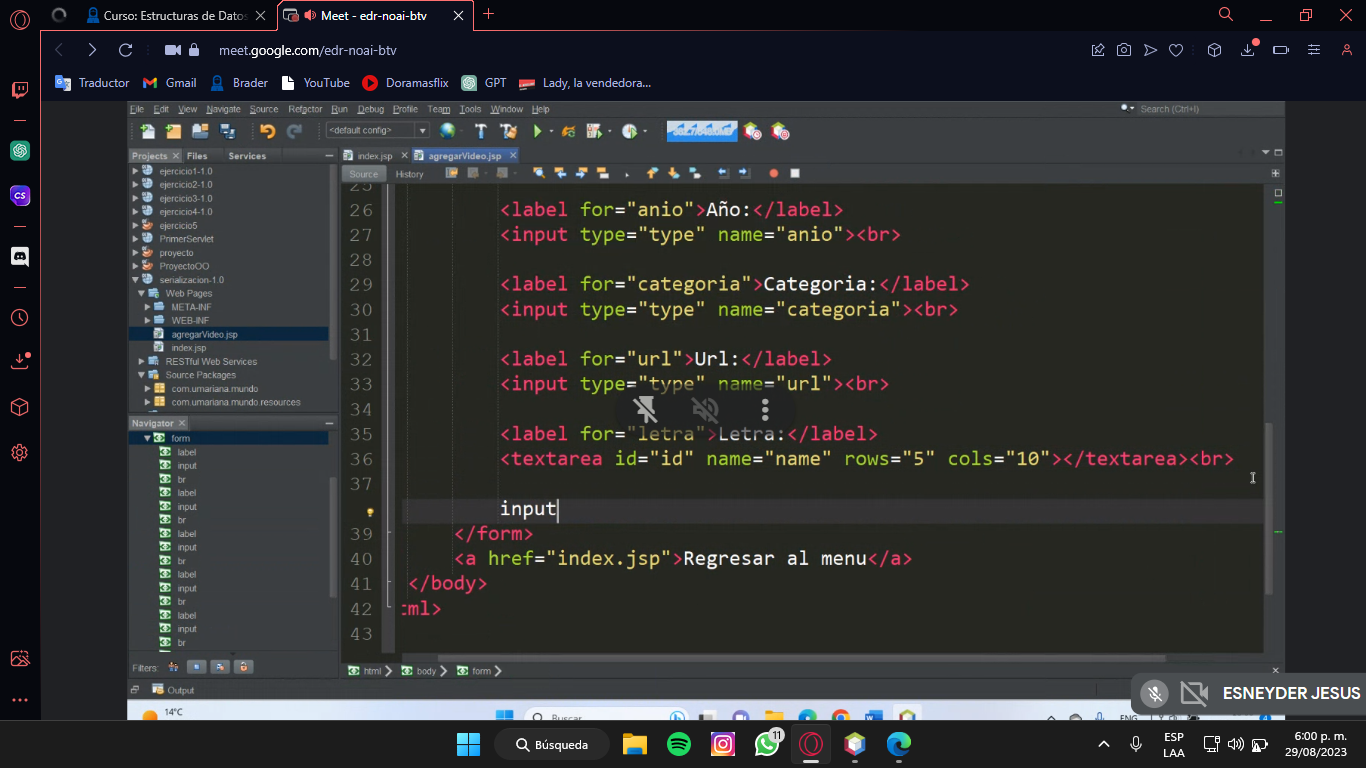 Curso: Estructuras de Datos
Meet - edr-noai-btv
meet.google.com/edr-noai-btv
Traductor
Gmail
Brader
YouTube
Doramasflix
GPT
Lady, la vendedora...
File Edit View Navigate Source Refactor Run Debug Profile Team Tools Window Help
Search (Ctrl+I)
<default config>
Projects
Files
Services
index.jsp
agregarVideo.jsp
Source
History
ejercicio1-1.0
ejercicio2-1.0
ejercicio3-1.0
ejercicio4-1.0
ejercicio5
PrimerServlet
proyecto
ProyectoOO
serializacion-1.0
Web Pages
META-INF
WEB-INF
agregarVideo.jsp
index.jsp
RESTful Web Services
Source Packages
com.umariana.mundo
com.umariana.mundo.resources
Navigator
form
label
input
br
label
input
br
label
input
br
label
input
br
label
input
br
Filters:
25
26 <label for="anio">Año:</label>
27 <input type="type" name="anio"><br>
28
29 <label for="categoria">Categoria:</label>
30 <input type="type" name="categoria"><br>
31
32 <label for="url">Url:</label>
33 <input type="type" name="url"><br>
34
35 <label for="letra">Letra:</label>
36 <textarea id="id" name="name" rows="5" cols="10"></textarea><br>
37
input
39 </form>
40 <a href="index.jsp">Regresar al menu</a>
41 </body>
42 tml>
43
html
body
form
Output
CS
ESNEYDER JESUS
14°C
Buscar
ENG
Búsqueda
11
ESP
LAA
6:00 p. m.
29/08/2023